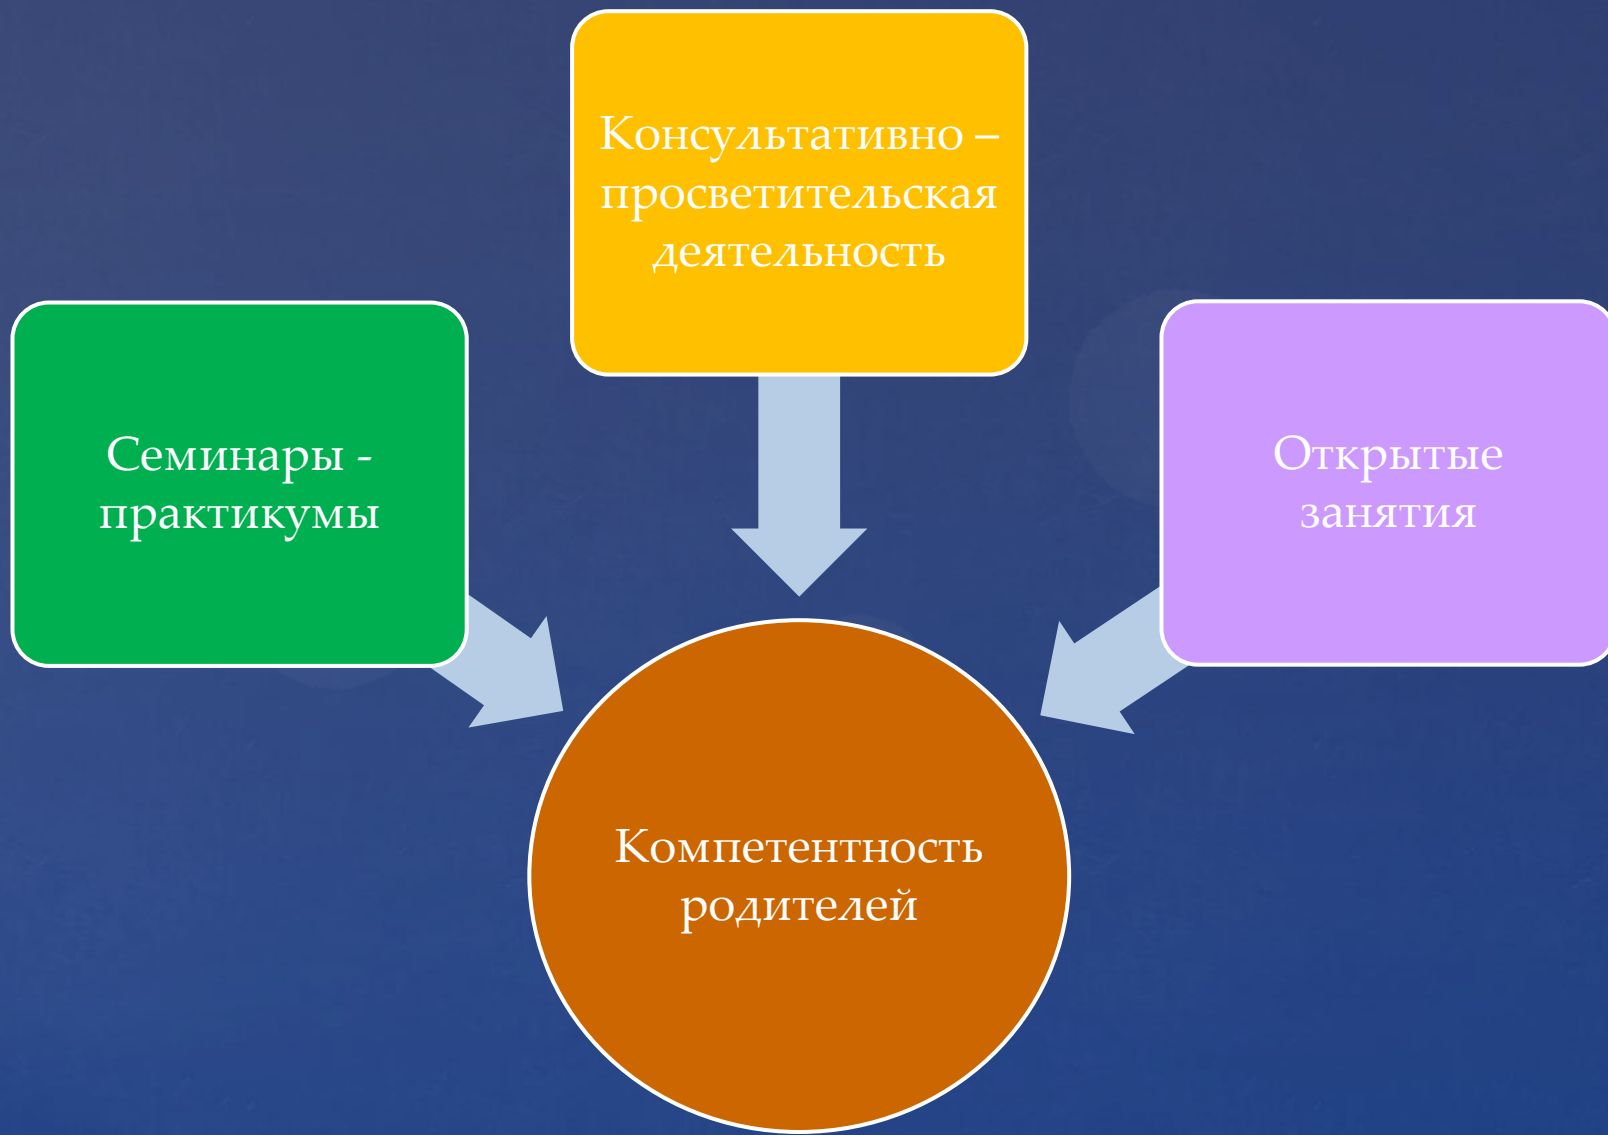 Консультативно –
просветительская
деятельность
Семинары -
практикумы
Открытые
занятия
Компетентность
родителей